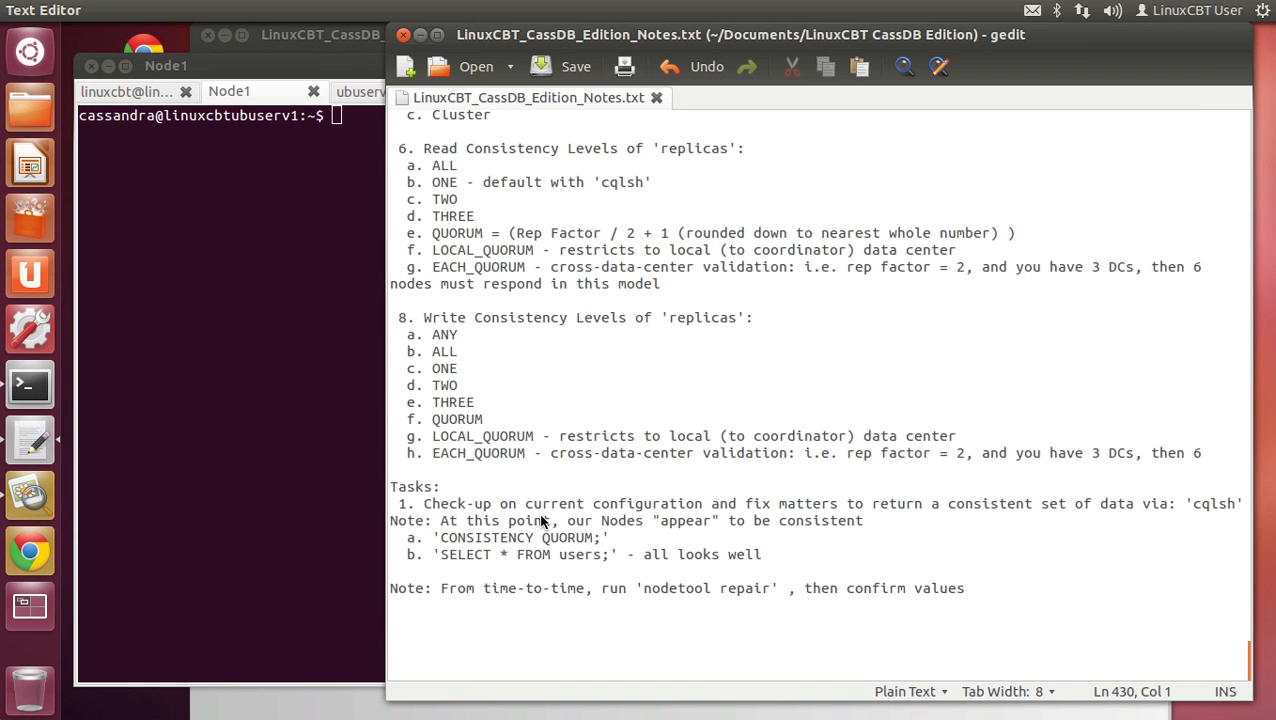 Text Editor
LinuxCBT User
LinuxCBT_CassDB_
LinuxCBT_CassDB_Edition_Notes.txt (~/Documents/LinuxCBT CassDB Edition) - gedit
Node1
Open
Save
Undo
linuxcbt@lin...
Node1
ubuserv
LinuxCBT_CassDB_Edition_Notes.txt
cassandra@linuxcbtubuserv1:~$
c. Cluster
6. Read Consistency Levels of 'replicas':
a. ALL
b. ONE - default with 'cqlsh'
c. TWO
d. THREE
e. QUORUM = (Rep Factor / 2 + 1 (rounded down to nearest whole number) )
f. LOCAL_QUORUM - restricts to local (to coordinator) data center
g. EACH_QUORUM - cross-data-center validation: i.e. rep factor = 2, and you have 3 DCs, then 6
nodes must respond in this model
8. Write Consistency Levels of 'replicas':
a. ANY
b. ALL
c. ONE
d. TWO
e. THREE
f. QUORUM
g. LOCAL_QUORUM - restricts to local (to coordinator) data center
h. EACH_QUORUM - cross-data-center validation: i.e. rep factor = 2, and you have 3 DCs, then 6
Tasks:
1. Check-up on current configuration and fix matters to return a consistent set of data via: 'cqlsh'
Note: At this point, our Nodes "appear" to be consistent
a. 'CONSISTENCY QUORUM;'
b. 'SELECT * FROM users;' - all looks well
Note: From time-to-time, run 'nodetool repair' , then confirm values
Plain Text
Tab Width: 8
Ln 430, Col 1
INS